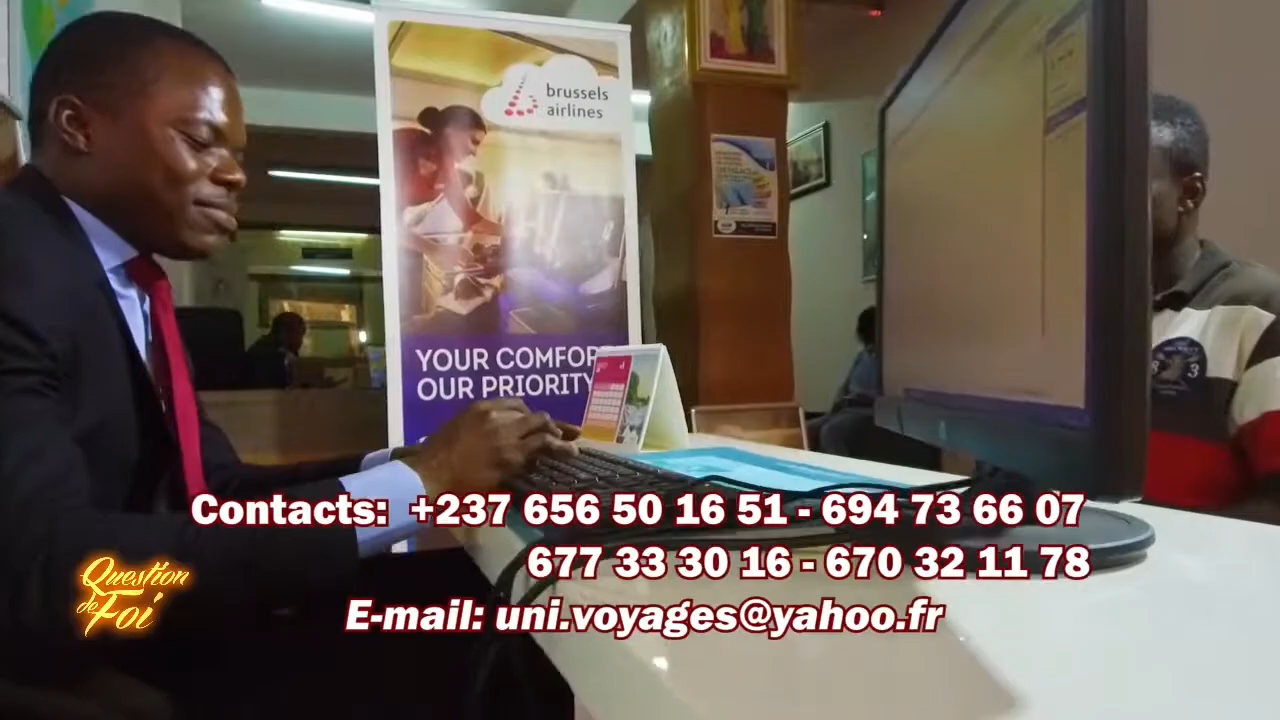 brussels
airlines
YOUR COMFOR
OUR PRIORITY
Contacts: +237 656 50 16 51 - 694 73 66 07
677 33 30 16 - 670 32 11 78
E-mail: uni.voyages@yahoo.fr
Question
de Foi